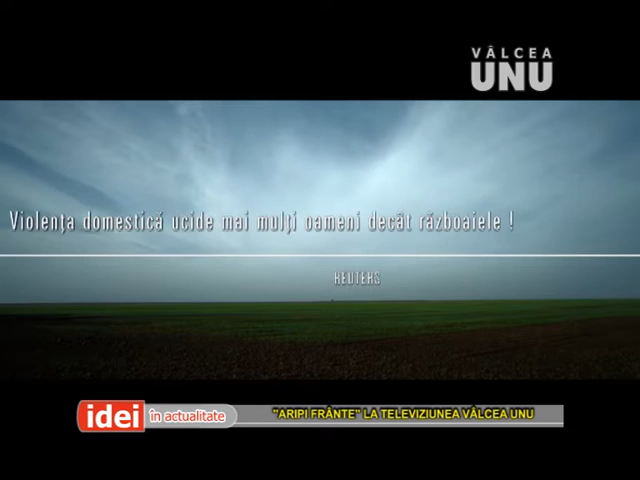 VÂLCEA
UNU
Violența domestică ucide mai mulți oameni decât războaiele !
REUTERS
idei în actualitate
"ARIPI FRÂNTE" LA TELEVIZIUNEA VÂLCEA UNU